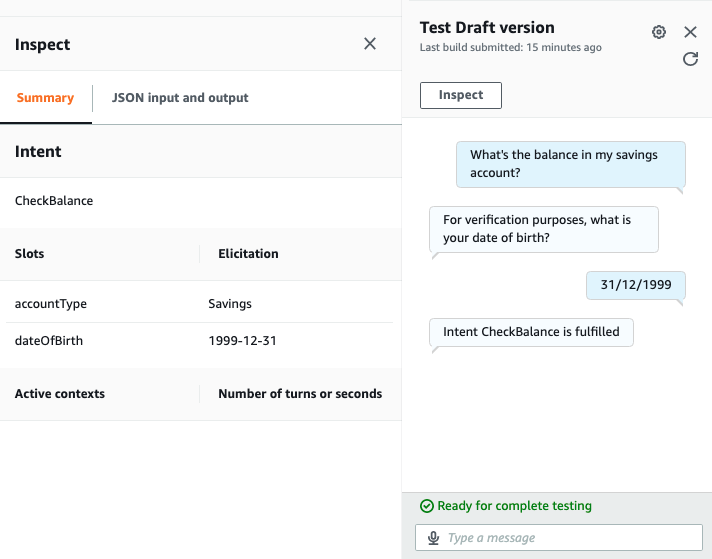 Inspect
Summary
JSON input and output
Intent
CheckBalance
Slots
Elicitation
accountType
Savings
dateOfBirth
1999-12-31
Active contexts
Number of turns or seconds
Test Draft version
Last build submitted: 15 minutes ago
Inspect
What's the balance in my savings
account?
For verification purposes, what is
your date of birth?
31/12/1999
Intent CheckBalance is fulfilled
Ready for complete testing
Type a message